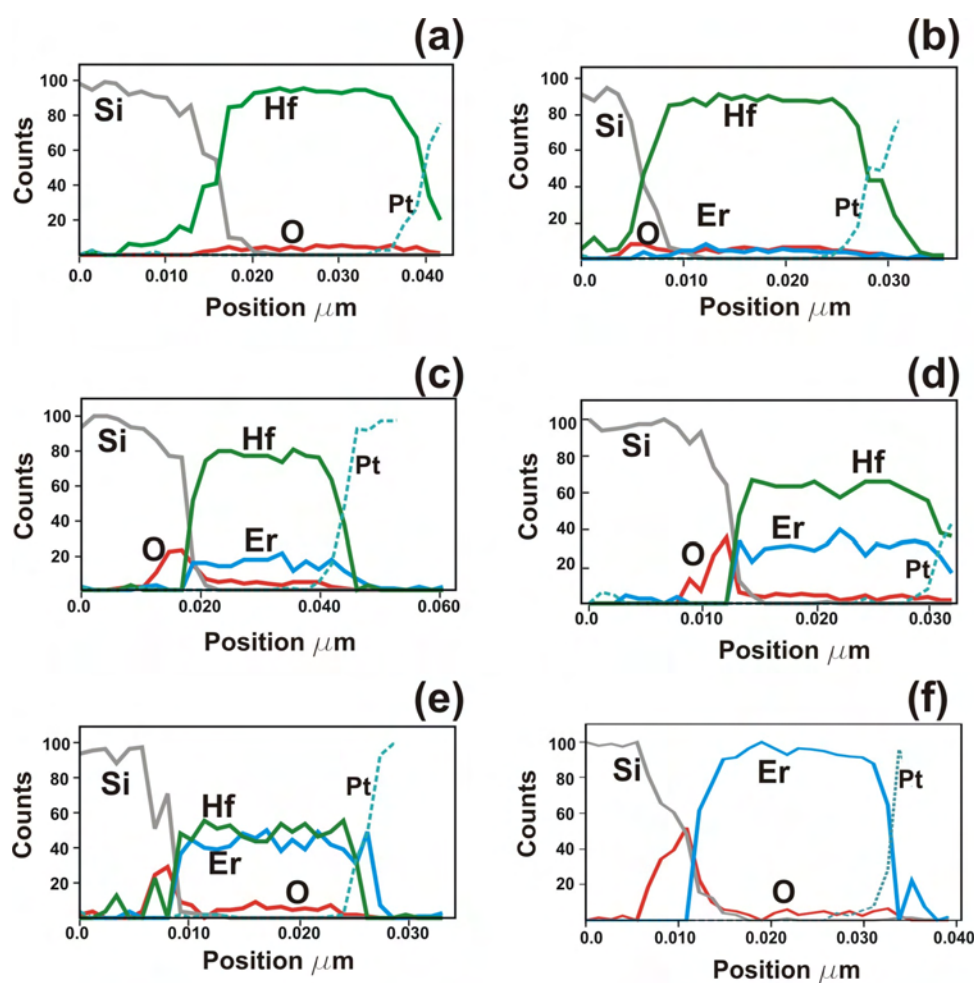 (a)
100
80
60
40
20
Counts
Si
Hf
O
Pt
0.0
0.010
0.020
0.030
0.040
Position μm
(b)
100
80
60
40
20
Counts
Si
Hf
Er
O
Pt
0.0
0.010
0.020
0.030
Position μm
(c)
100
80
60
40
20
Counts
Si
Hf
Pt
O
Er
0.0
0.020
0.040
0.060
Position μm
(d)
100
80
60
40
20
Counts
Si
Hf
O
Er
Pt
0.0
0.010
0.020
0.030
Position μm
(e)
100
80
60
40
20
Counts
Si
Pt
Hf
Er
O
0.0
0.010
0.020
0.030
Position μm
(f)
100
80
60
40
20
Counts
Si
Er
Pt
O
0.0
0.010
0.020
0.030
0.040
Position μm